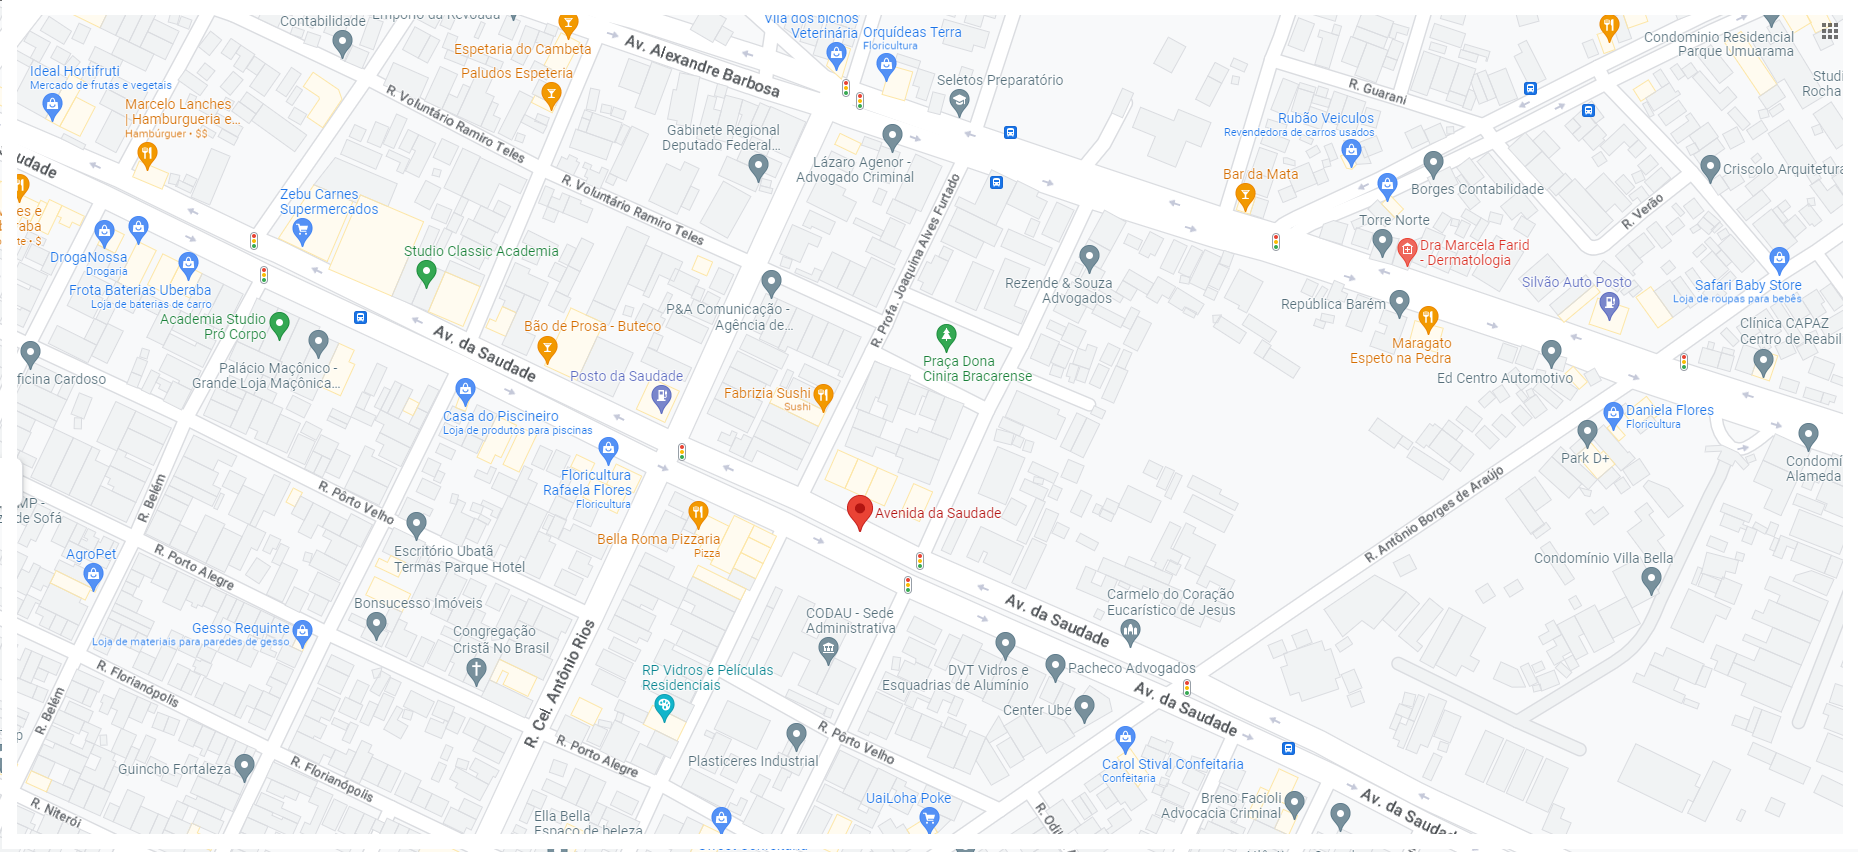 Contabilidade
Empório da Revoada
Espetaria do Cambeta
Paludos Espeteria
Av. Alexandre Barbosa
Vila dos bichos
Veterinária
Orquídeas Terra
Floricultura
Seletos Preparatório
R. Guarani
Condominio Residencial
Parque Umuarama
Studi
Rocha
Ideal Hortifruti
Mercado de frutas e vegetais
Marcelo Lanches
| Hamburgueria e...
Hambúrguer • $$
R. Voluntário Ramiro Teles
Gabinete Regional
Deputado Federal...
Lázaro Agenor -
Advogado Criminal
Rubão Veiculos
Revendedora de carros usados
Bar da Mata
Borges Contabilidade
Criscolo Arquitetura
R. Verão
Torre Norte
Dra Marcela Farid
- Dermatologia
udade
es e
raba
te • $
Zebu Carnes
Supermercados
R. Voluntário Ramiro Teles
R. Profa. Joaquina Alves Furtado
DrogaNossa
Drogaria
Studio Classic Academia
Frota Baterias Uberaba
Loja de baterias de carro
Academia Studio
Pró Corpo
Rezende & Souza
Advogados
República Barém
Silvão Auto Posto
Safari Baby Store
Loja de roupas para bebês
Clínica CAPAZ
Centro de Reabil
P&A Comunicação -
Agência de...
Bão de Prosa - Buteco
Av. da Saudade
Maragato
Espeto na Pedra
Praça Dona
Cinira Bracarense
ficina Cardoso
Palácio Maçônico -
Grande Loja Maçônica...
Posto da Saudade
Fabrizia Sushi
Sushi
Ed Centro Automotivo
Daniela Flores
Floricultura
Casa do Piscineiro
Loja de produtos para piscinas
Park D+
Condomí
Alameda
Floricultura
Rafaela Flores
Floricultura
R. Belém
R. Pôrto Velho
MP -
de Sofá
Avenida da Saudade
R. Antônio Borges de Araújo
Bella Roma Pizzaria
Pizza
AgroPet
R. Porto Alegre
Escritório Ubatã
Termas Parque Hotel
Condomínio Villa Bella
Bonsucesso Imóveis
CODAU - Sede
Administrativa
Av. da Saudade
Carmelo do Coração
Eucarístico de Jesus
Gesso Requinte
Loja de materiais para paredes de gesso
Congregação
Cristã No Brasil
R. Cel. Antônio Rios
RP Vidros e Películas
Residenciais
DVT Vidros e
Esquadrias de Alumínio
Pacheco Advogados
R. Florianópolis
R. Belém
Center Ube
Av. da Saudade
R. Porto Alegre
R. Pôrto Velho
Guincho Fortaleza
R. Florianópolis
Plasticeres Industrial
Carol Stival Confeitaria
Confeitaria
R. Niterói
Ella Bella
Espaço de beleza
UaiLoha Poke
R. Odil
Breno Facioli
Advocacia Criminal
Av. da Saudade